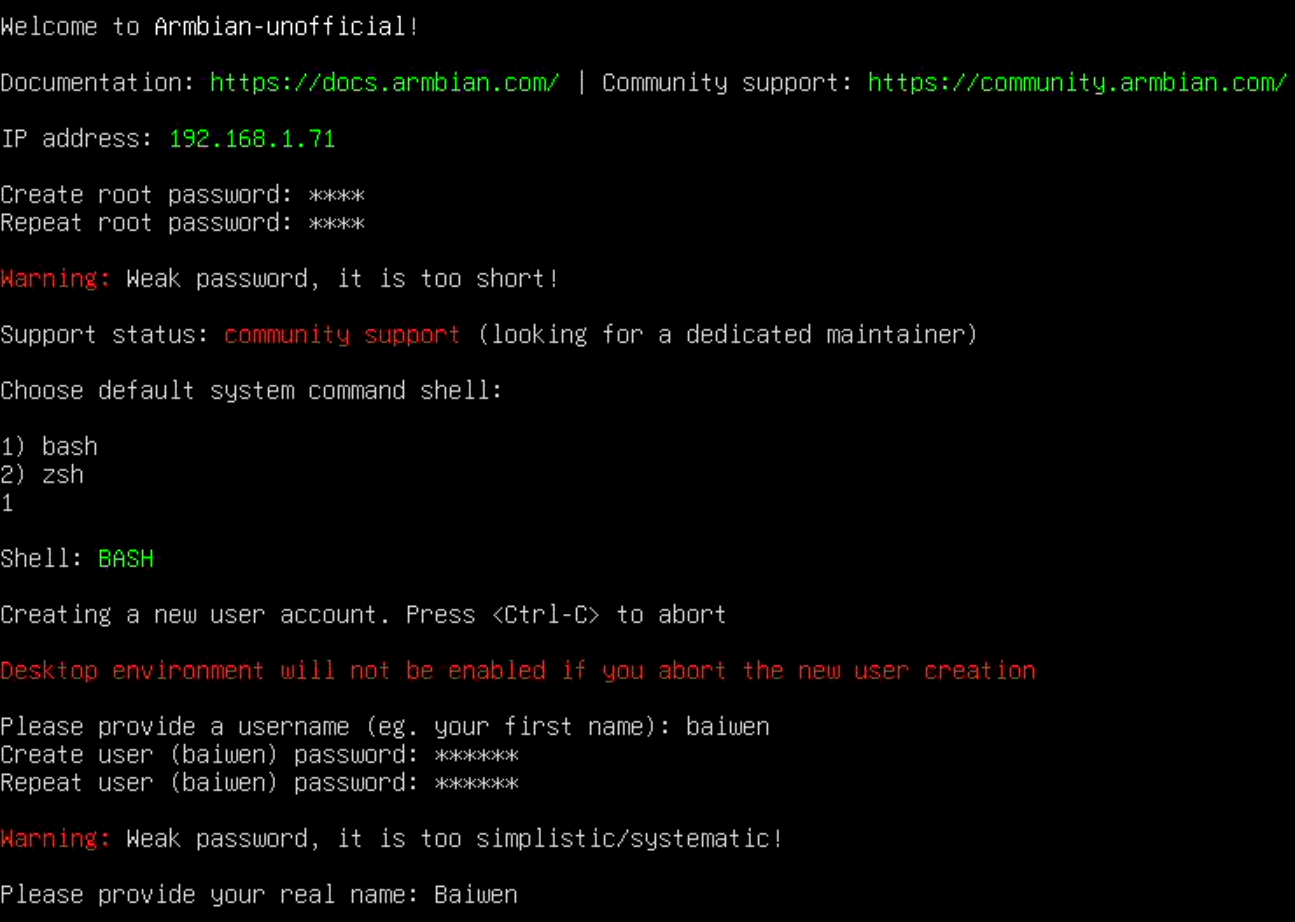 Welcome to Armbian-unofficial!
Documentation: https://docs.armbian.com/ | Community support: https://community.armbian.com/
IP address: 192.168.1.71
Create root password: ****
Repeat root password: ****
Warning: Weak password, it is too short!
Support status: community support (looking for a dedicated maintainer)
Choose default system command shell:
1) bash
2) zsh
1
Shell: BASH
Creating a new user account. Press <Ctrl-C> to abort
Desktop environment will not be enabled if you abort the new user creation
Please provide a username (eg. your first name): baiwen
Create user (baiwen) password: ******
Repeat user (baiwen) password: ******
Warning: Weak password, it is too simplistic/systematic!
Please provide your real name: Baiwen